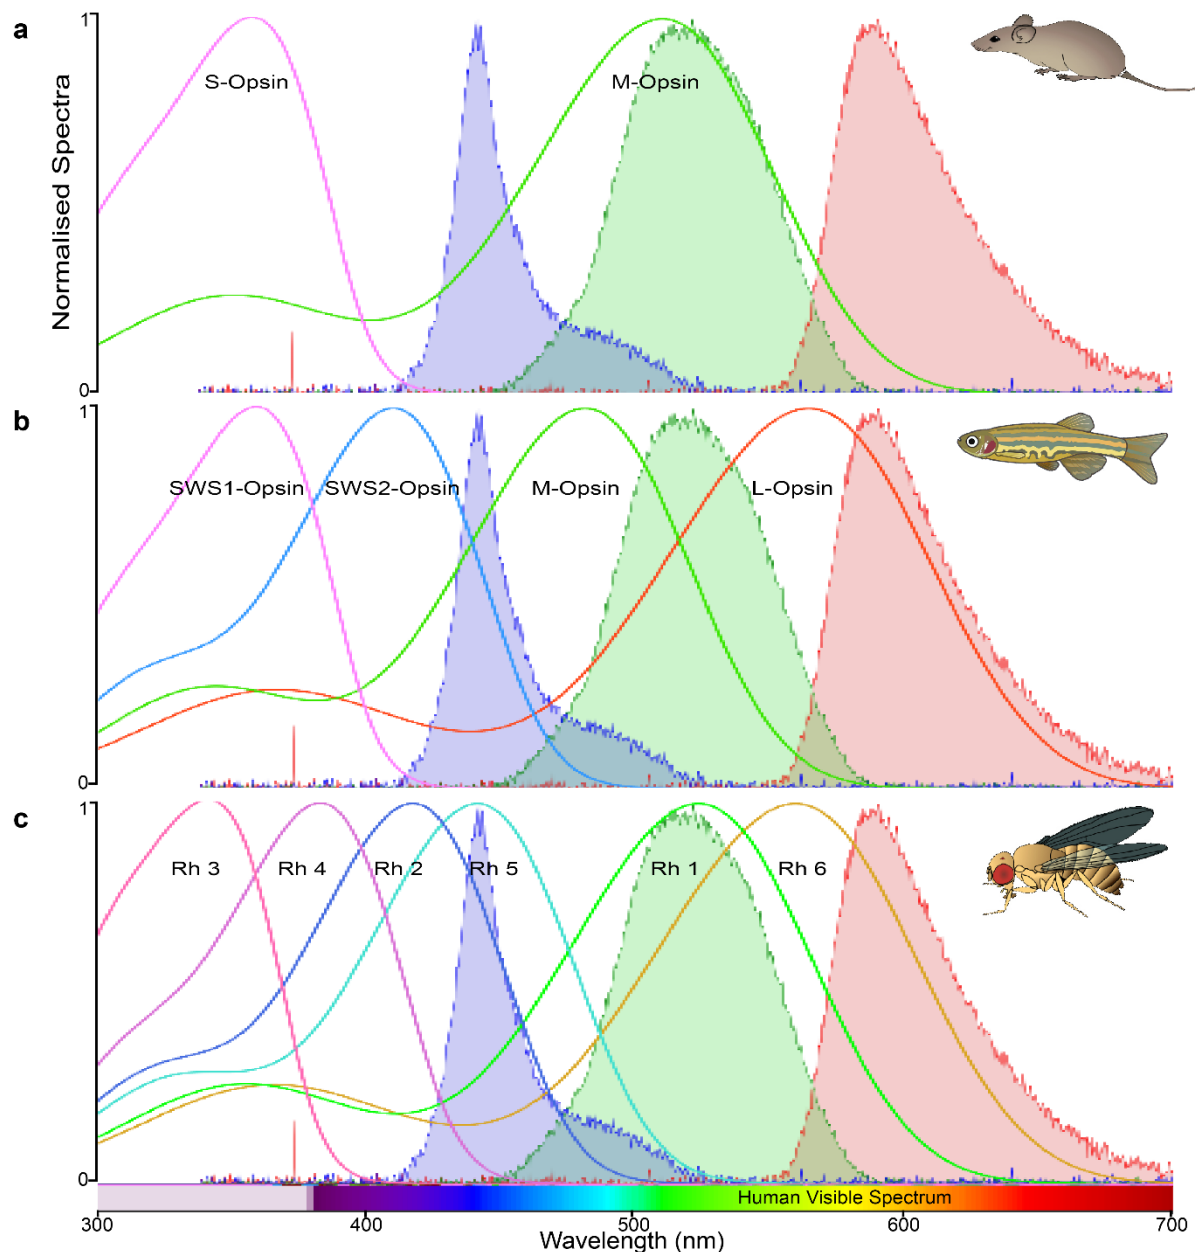 a
1
S-Opsin
M-Opsin
Normalised Spectra
0
b
1
SWS1-Opsin
SWS2-Opsin
M-Opsin
L-Opsin
0
c
1
Rh 3
Rh 4
Rh 2
Rh 5
Rh 1
Rh 6
0
Human Visible Spectrum
300
400
500
600
700
Wavelength (nm)